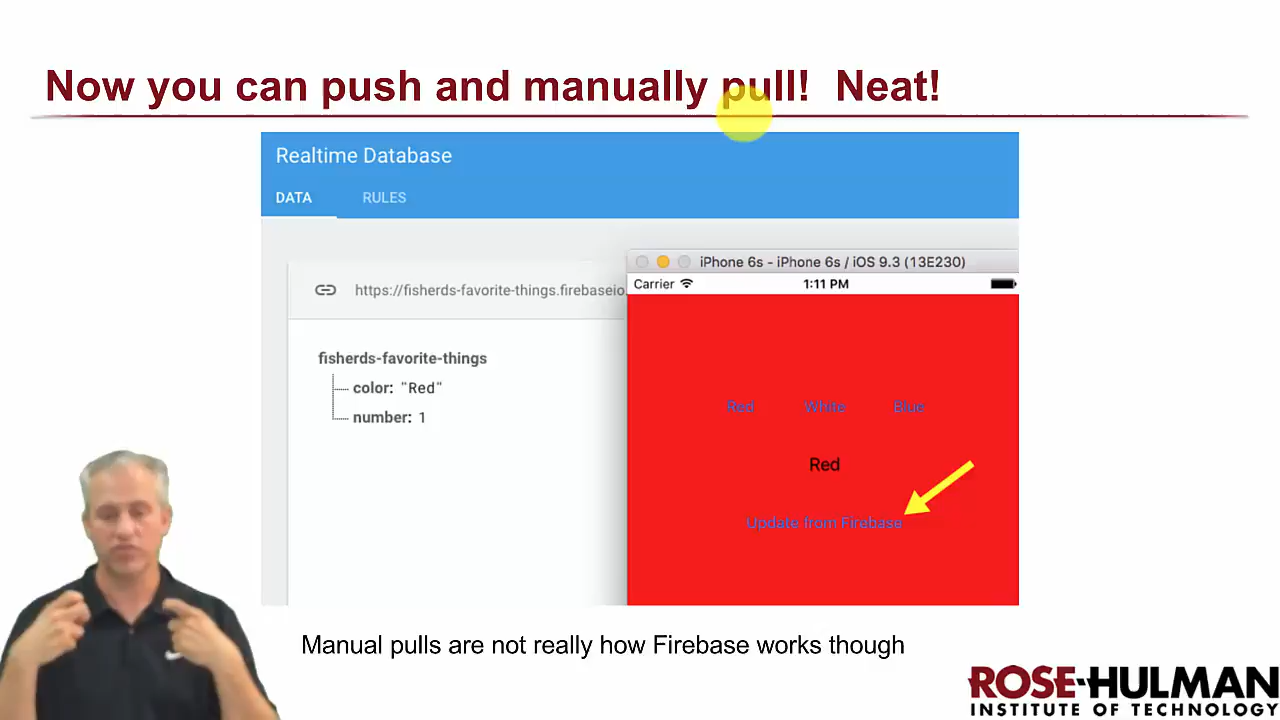 Now you can push and manually pull! Neat!
Realtime Database
DATA RULES
iPhone 6s - iPhone 6s / iOS 9.3 (13E230)
Carrier 1:11 PM
https://fisherds-favorite-things.firebaseio
fisherds-favorite-things
color: "Red"
number: 1
Red White Blue
Red
Update from Firebase
Manual pulls are not really how Firebase works though
ROSE-HULMAN
INSTITUTE OF TECHNOLOGY